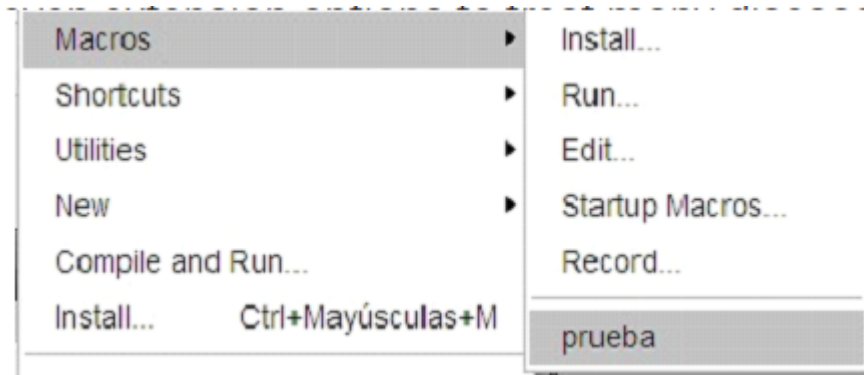 Macros
Shortcuts
Utilities
New
Compile and Run...
Install... Ctrl+Mayúsculas+M
Install...
Run...
Edit...
Startup Macros...
Record...
prueba